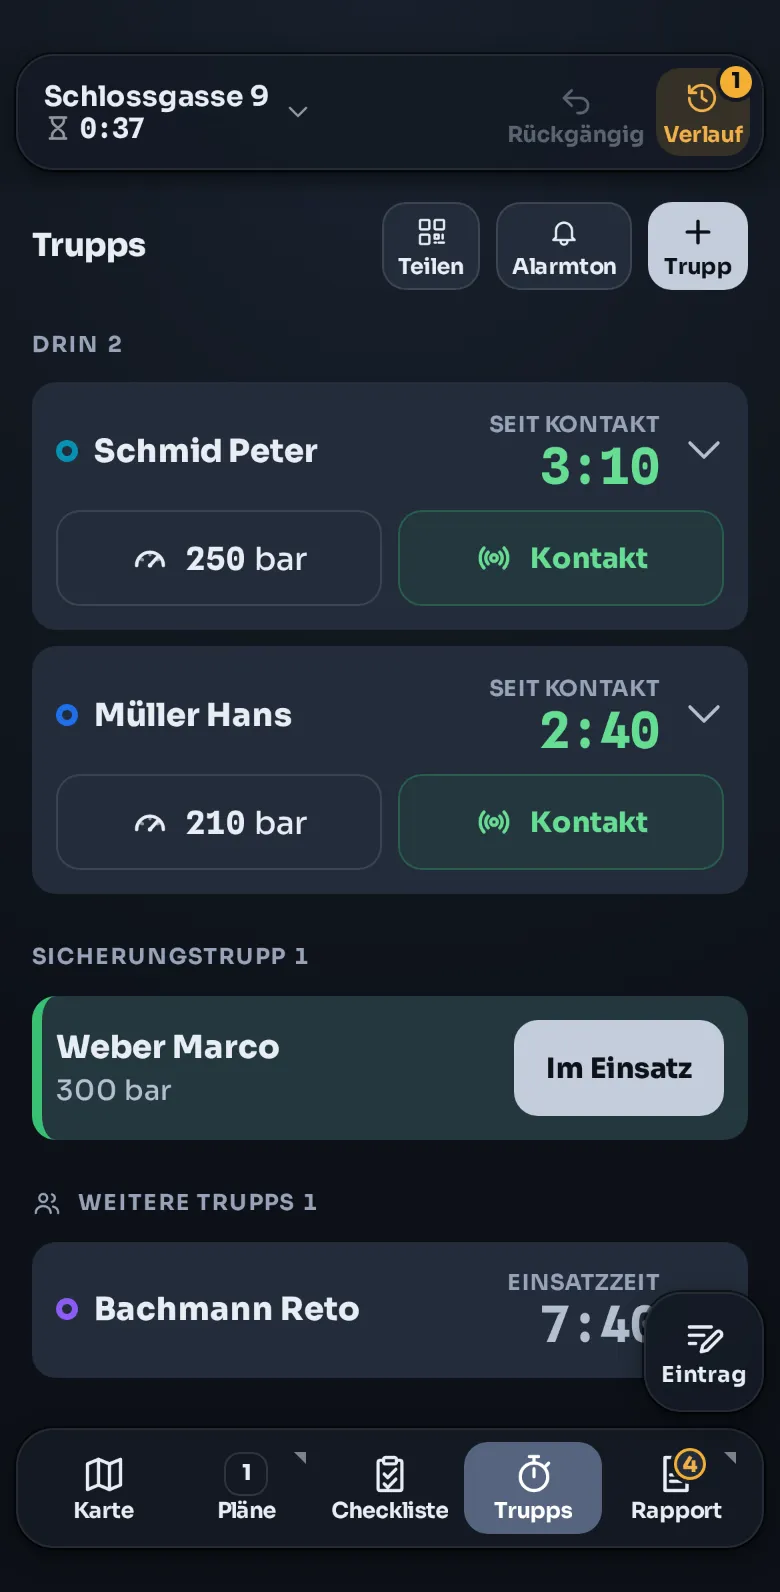 Schlossgasse 9
0:37
Rückgängig
Verlauf
1
Trupps
Teilen
Alarmton
Trupp
DRIN 2
Schmid Peter
SEIT KONTAKT
3:10
250 bar
Kontakt
Müller Hans
SEIT KONTAKT
2:40
210 bar
Kontakt
SICHERUNGSTRUPP 1
Weber Marco
300 bar
Im Einsatz
WEITERE TRUPPS 1
Bachmann Reto
EINSATZZEIT
7:40
Eintrag
Karte
1
Pläne
Checkliste
Trupps
4
Rapport